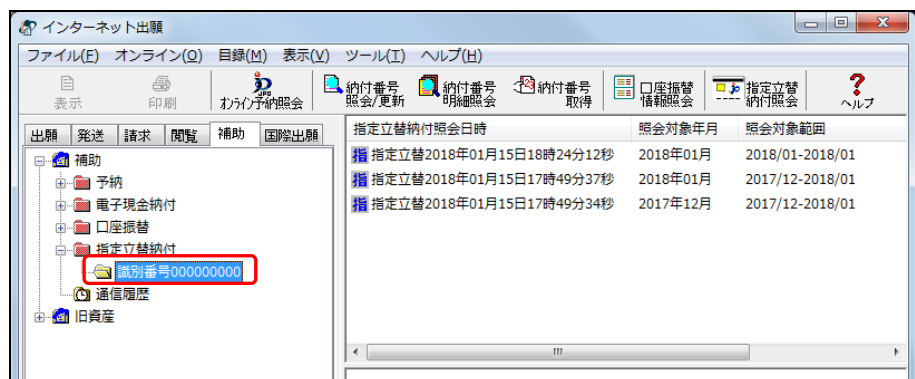 インターネット出願
ファイル(F) オンライン(O) 目録(M) 表示(V) ツール(T) ヘルプ(H)
表示
印刷
オンライン予納照会
納付番号
照会/更新
納付番号
明細照会
納付番号
取得
口座振替
情報照会
指定立替
納付照会
ヘルプ
出願 発送 請求 閲覧 補助 国際出願
補助
予納
電子現金納付
口座振替
指定立替納付
識別番号000000000
通信履歴
旧資産
指定立替納付照会日時 照会対象年月 照会対象範囲
指 指定立替2018年01月15日18時24分12秒 2018年01月 2018/01-2018/01
指 指定立替2018年01月15日17時49分37秒 2018年01月 2017/12-2018/01
指 指定立替2018年01月15日17時49分34秒 2017年12月 2017/12-2018/01